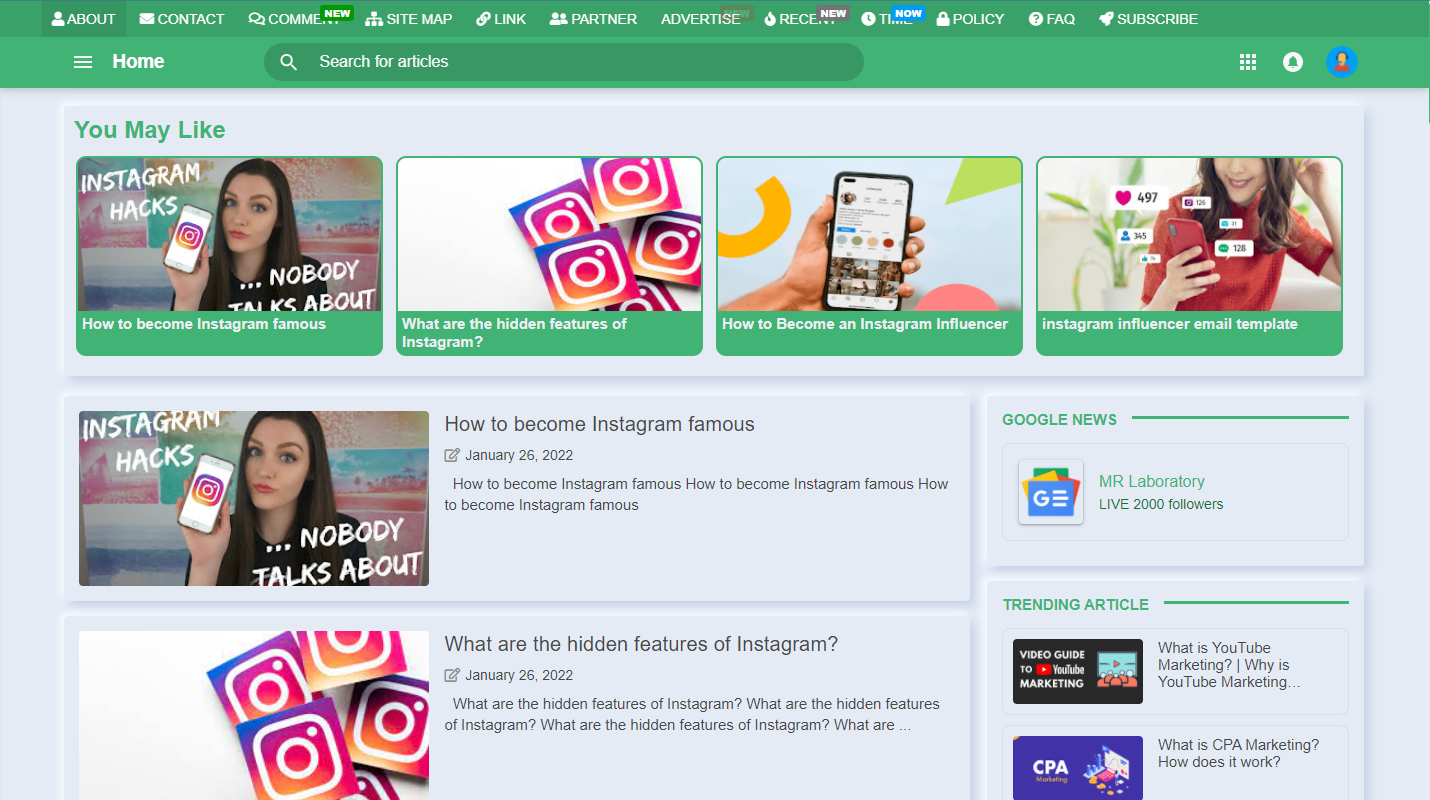 ABOUT CONTACT COMMENT NEW SITE MAP LINK PARTNER ADVERTISE NEW RECENT NEW TIME NOW POLICY FAQ SUBSCRIBE
Home Search for articles
You May Like
INSTAGRAM
HACKS
... NOBODY
TALKS ABOUT
How to become Instagram famous
What are the hidden features of
Instagram?
How to Become an Instagram Influencer
497
126
345
31
128
instagram influencer email template
INSTAGRAM
HACKS
... NOBODY
TALKS ABOUT
How to become Instagram famous
January 26, 2022
How to become Instagram famous How to become Instagram famous How
to become Instagram famous
What are the hidden features of Instagram?
January 26, 2022
What are the hidden features of Instagram? What are the hidden features
of Instagram? What are the hidden features of Instagram? What are ...
GOOGLE NEWS
GE
MR Laboratory
LIVE 2000 followers
TRENDING ARTICLE
VIDEO GUIDE
TO YouTube
MARKETING
What is YouTube
Marketing? | Why is
YouTube Marketing…
CPA
Marketing
What is CPA Marketing?
How does it work?